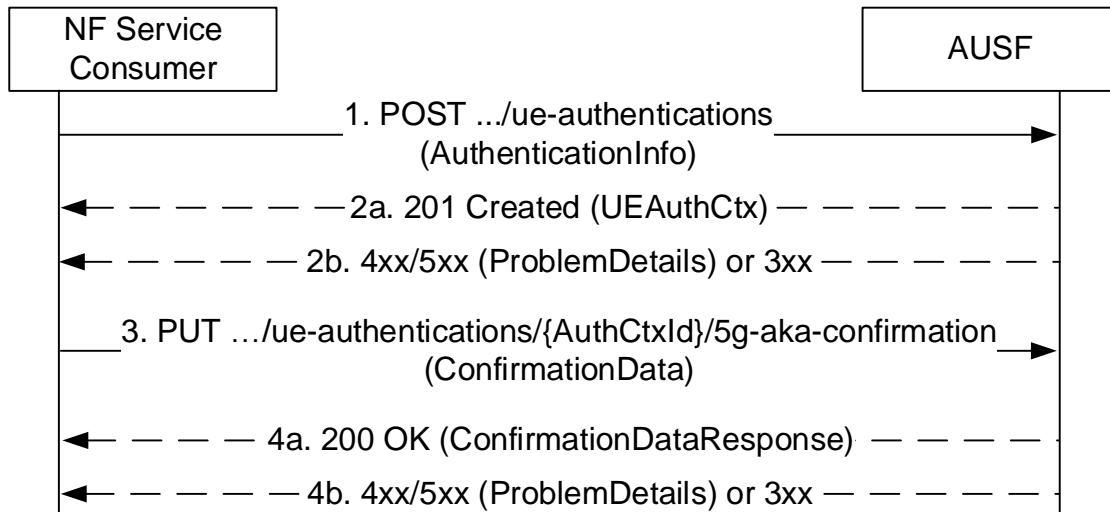 NF Service
Consumer
AUSF
1. POST .../ue-authentications
(AuthenticationInfo)
2a. 201 Created (UEAuthCtx)
2b. 4xx/5xx (ProblemDetails) or 3xx
3. PUT …/ue-authentications/{AuthCtxId}/5g-aka-confirmation
(ConfirmationData)
4a. 200 OK (ConfirmationDataResponse)
4b. 4xx/5xx (ProblemDetails) or 3xx